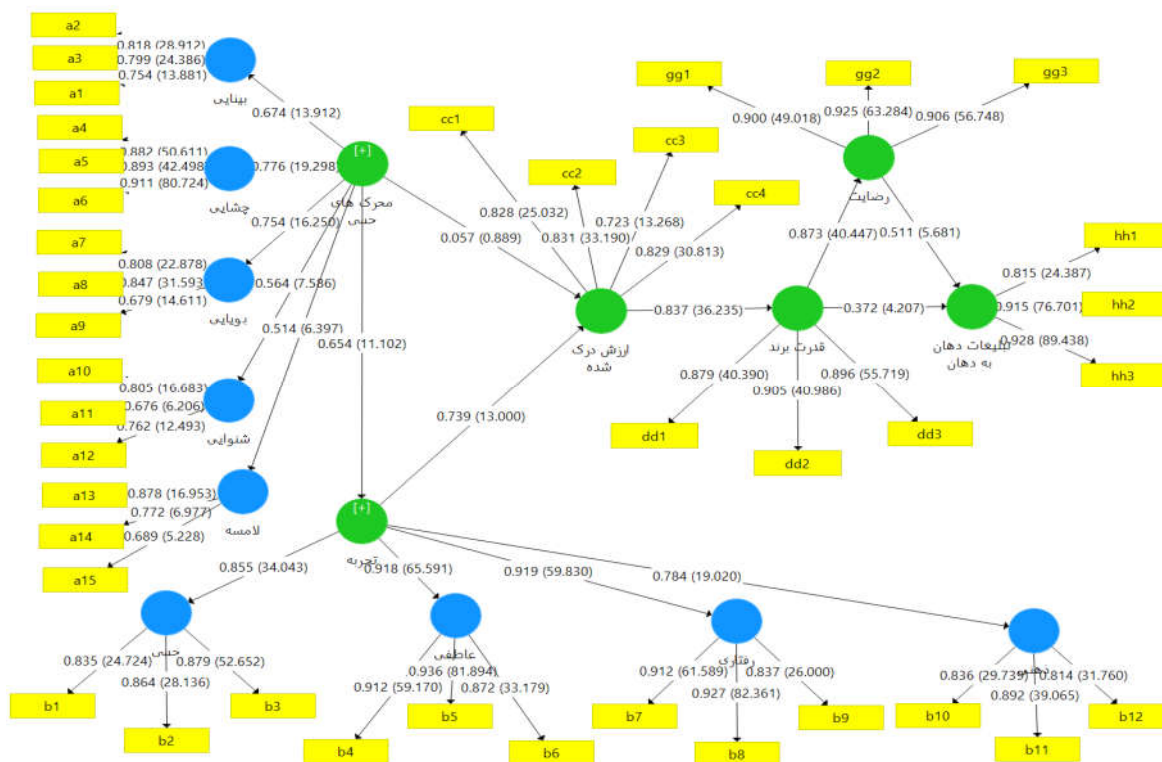 a2
0.818 (28.912)
a3
0.799 (24.386)
0.754 (13.881)
a1
بینایی
0.674 (13.912)
a4
0.882 (50.611)
a5
0.893 (42.498)
0.911 (80.724)
a6
چشایی
0.776 (19.298)
[+]
محرک های
حسی
0.754 (16.250)
a7
0.808 (22.878)
a8
0.847 (31.593)
0.679 (14.611)
a9
بویایی
0.564 (7.586)
0.514 (6.397)
0.654 (11.102)
a10
0.805 (16.683)
a11
0.676 (6.206)
0.762 (12.493)
a12
شنوایی
a13
0.878 (16.953)
0.772 (6.977)
a14
0.689 (5.228)
a15
لامسه
cc1
cc2
cc3
cc4
0.828 (25.032)
0.831 (33.190)
0.723 (13.268)
0.829 (30.813)
0.057 (0.889)
ارزش درک
شده
0.837 (36.235)
0.739 (13.000)
gg1
gg2
gg3
0.900 (49.018)
0.925 (63.284)
0.906 (56.748)
رضایت
0.873 (40.447)
0.511 (5.681)
قدرت برند
0.372 (4.207)
0.879 (40.390)
0.905 (40.986)
0.896 (55.719)
dd1
dd2
dd3
تبلیغات دهان
به دهان
hh1
0.815 (24.387)
0.915 (76.701)
hh2
0.928 (89.438)
hh3
[+]
تجربه
0.855 (34.043)
0.918 (65.591)
0.919 (59.830)
0.784 (19.020)
حسی
0.835 (24.724)
0.864 (28.136)
0.879 (52.652)
b1
b2
b3
عاطفی
0.912 (59.170)
0.936 (81.894)
0.872 (33.179)
b4
b5
b6
رفتاری
0.912 (61.589)
0.927 (82.361)
0.837 (26.000)
b7
b8
b9
ذهنی
0.836 (29.739)
0.892 (39.065)
0.814 (31.760)
b10
b11
b12